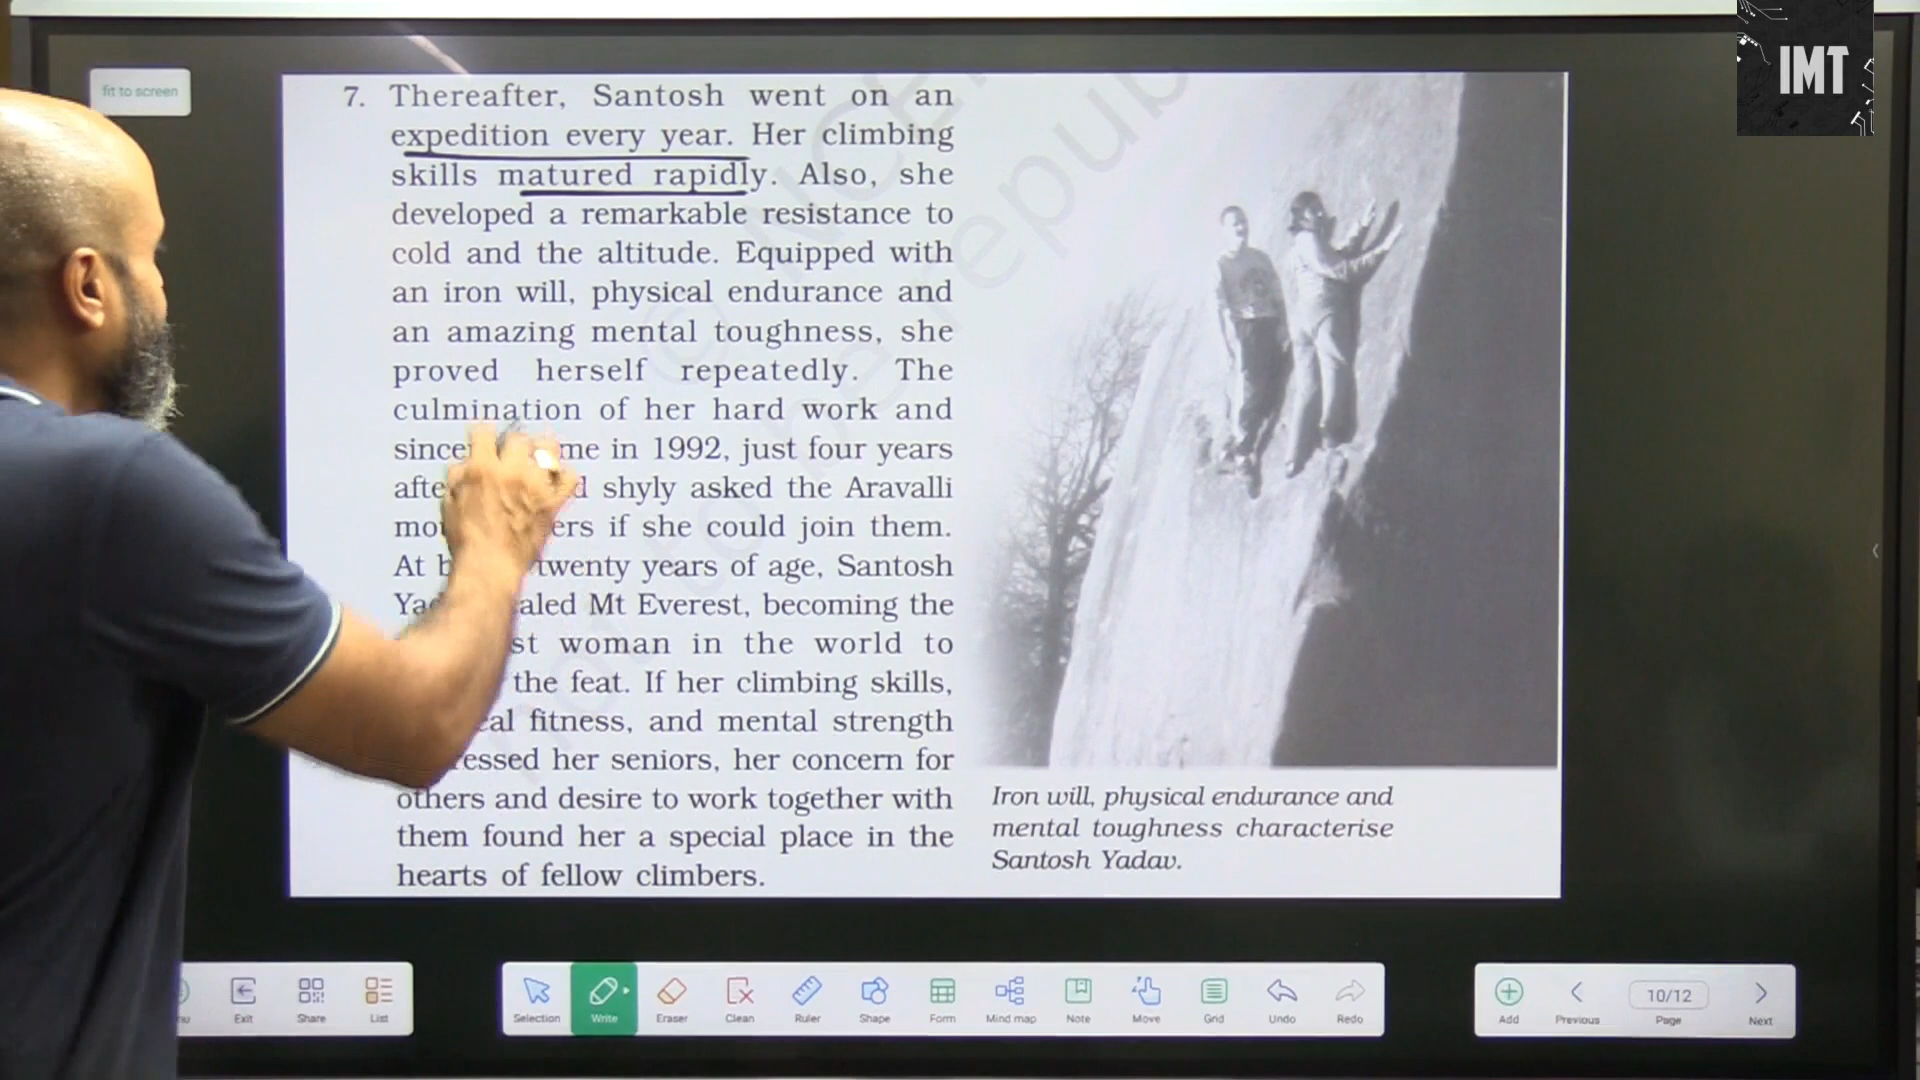 IMT
fit to screen
7. Thereafter, Santosh went on an
expedition every year. Her climbing
skills matured rapidly. Also, she
developed a remarkable resistance to
cold and the altitude. Equipped with
an iron will, physical endurance and
an amazing mental toughness, she
proved herself repeatedly. The
culmination of her hard work and
in 1992, just four years
shyly asked the Aravalli
if she could join them.
At twenty years of age, Santosh
Mt Everest, becoming the
woman in the world to
the feat. If her climbing skills,
fitness, and mental strength
her seniors, her concern for
others and desire to work together with
them found her a special place in the
hearts of fellow climbers.
Iron will, physical endurance and
mental toughness characterise
Santosh Yadav.
Exit Share List Selection Write Eraser Clean Ruler Shape Form Mind map Note Move Grid Undo Redo Add Previous 10/12 Page Next